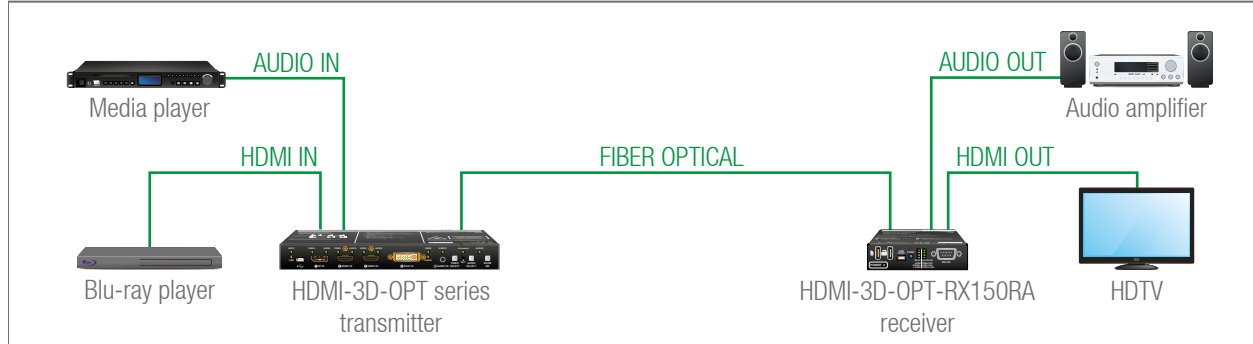 AUDIO IN
AUDIO OUT
Media player
Audio amplifier
HDMI IN
FIBER OPTICAL
HDMI OUT
Blu-ray player
HDMI-3D-OPT series
transmitter
HDMI-3D-OPT-RX150RA
receiver
HDTV